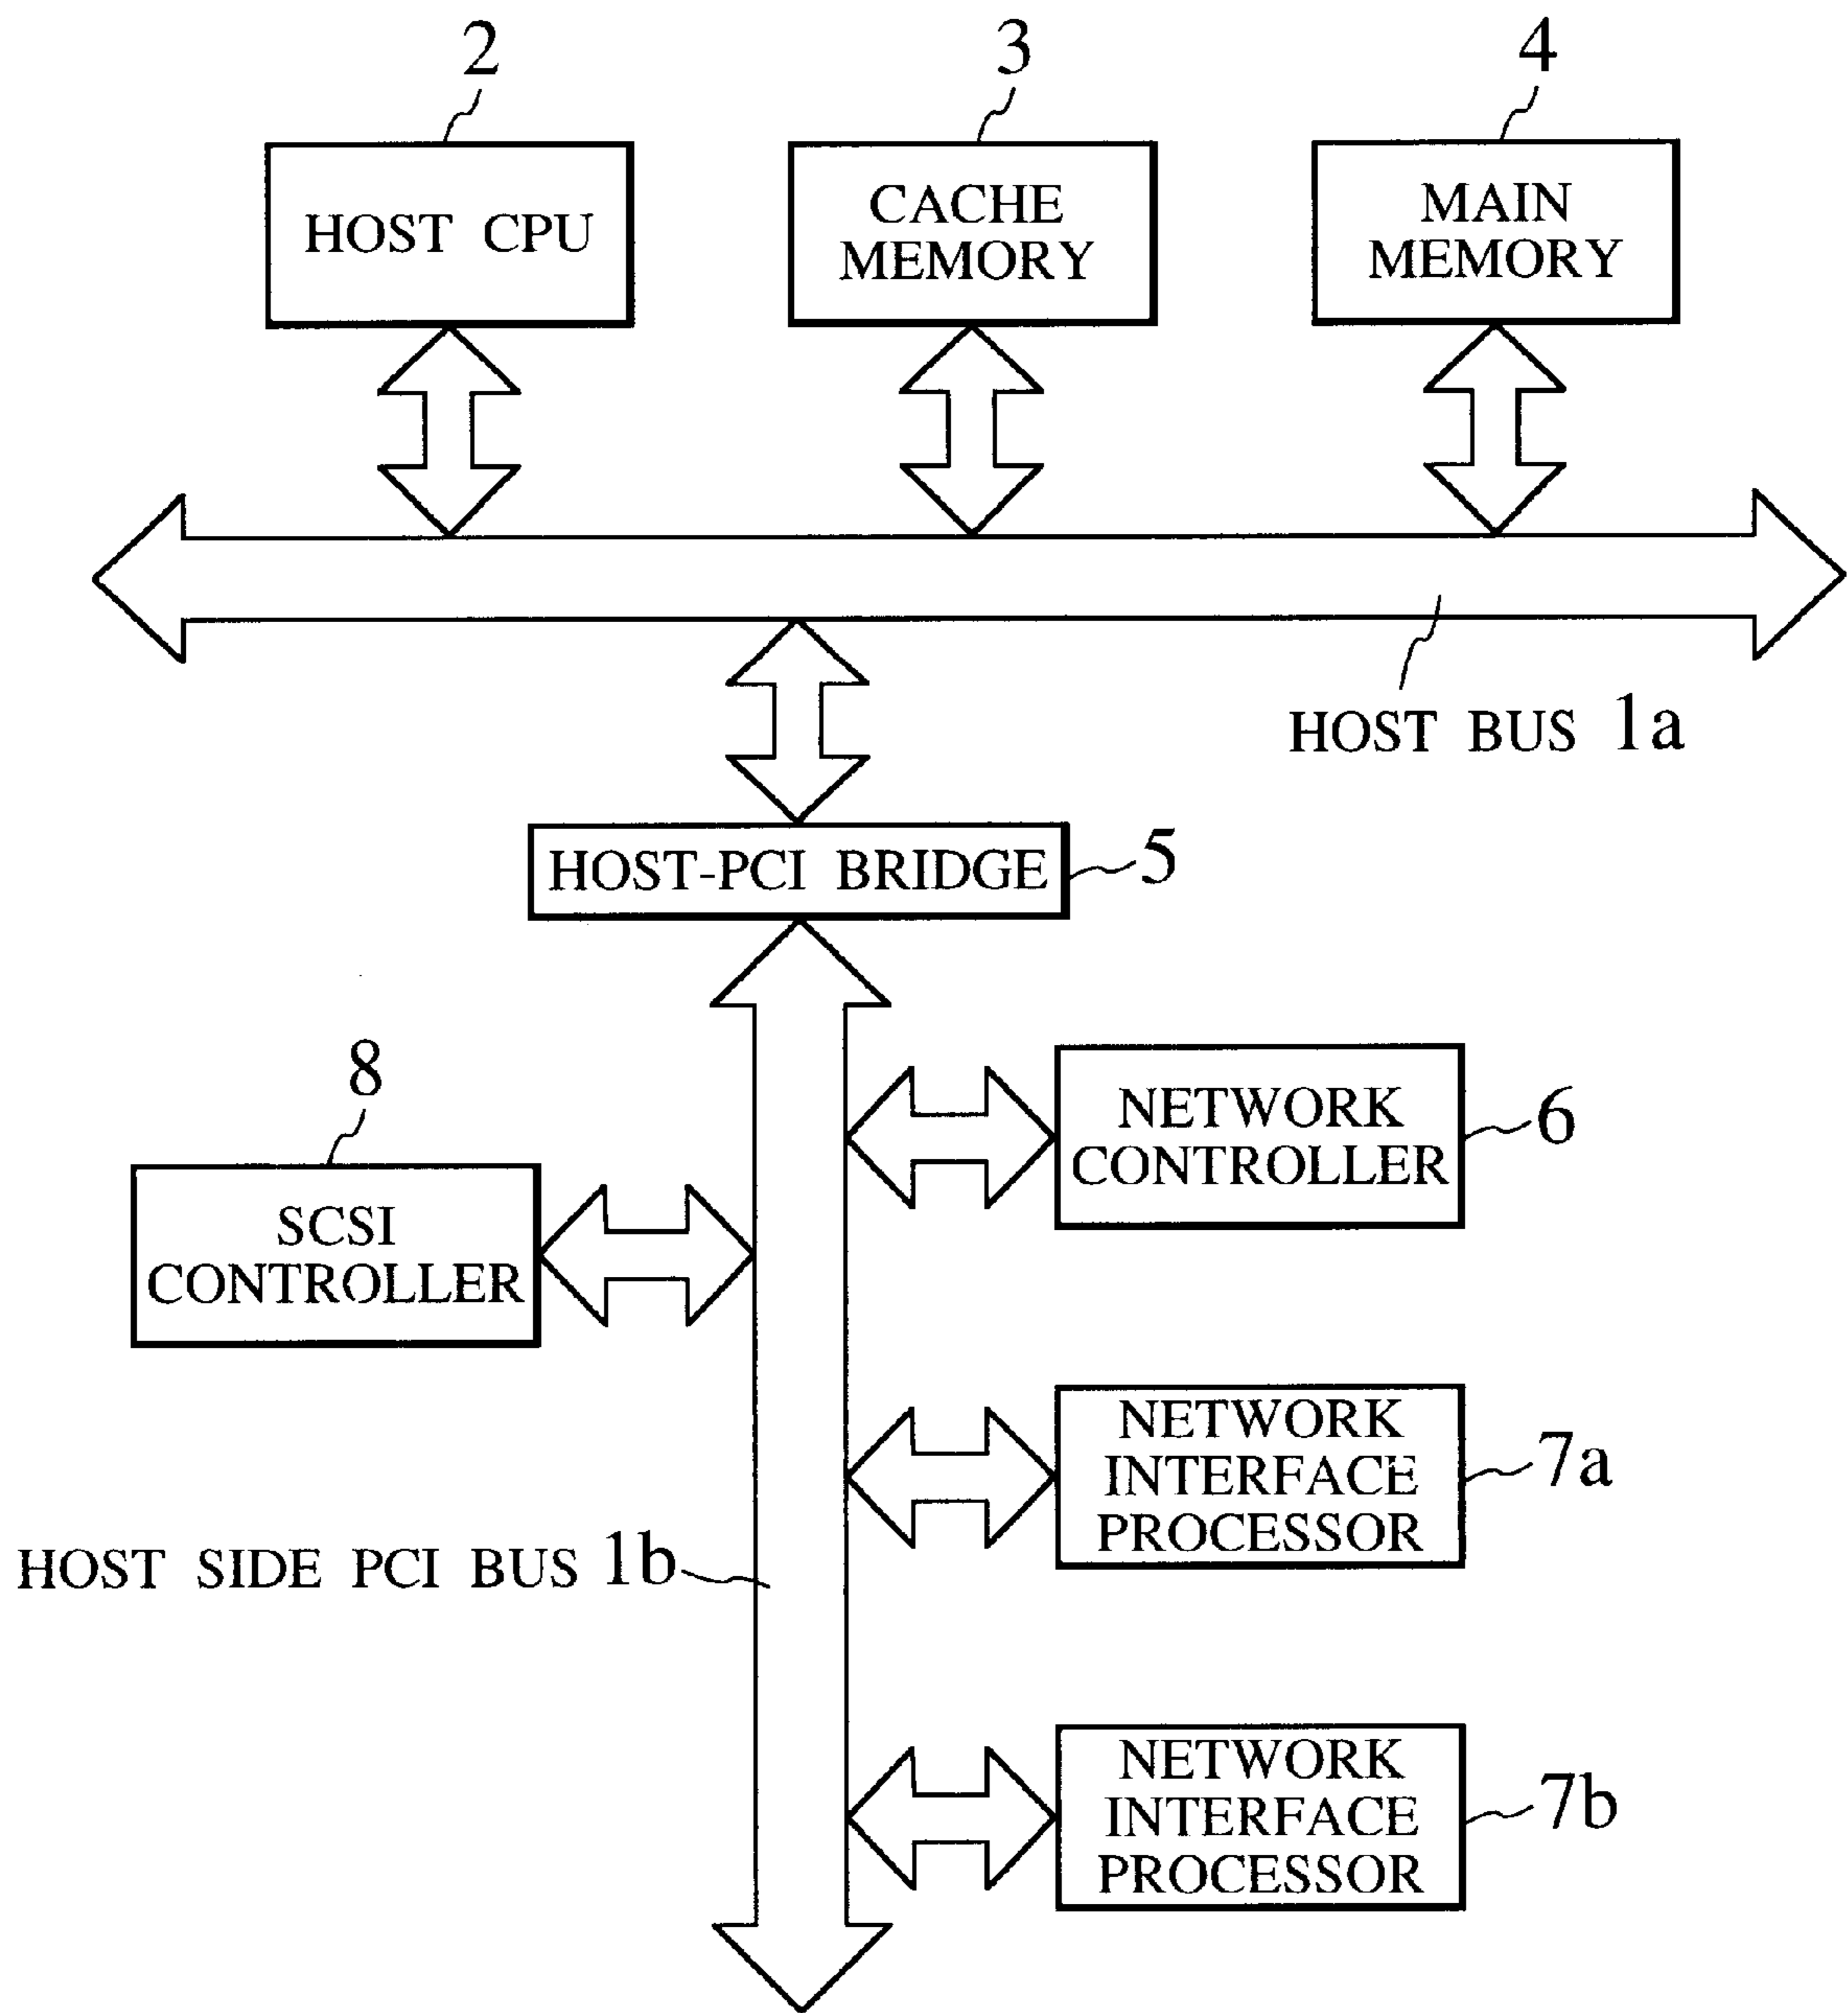 2
3
4
HOST CPU
CACHE
MEMORY
MAIN
MEMORY
HOST BUS 1a
HOST-PCI BRIDGE
5
8
SCSI
CONTROLLER
NETWORK
CONTROLLER
6
NETWORK
INTERFACE
PROCESSOR
7a
HOST SIDE PCI BUS 1b
NETWORK
INTERFACE
PROCESSOR
7b